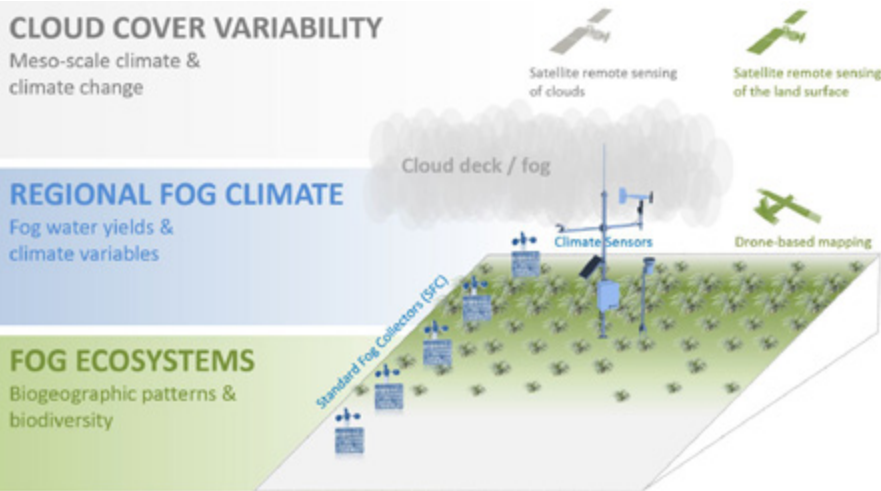 CLOUD COVER VARIABILITY
Meso-scale climate &
climate change
Satellite remote sensing
of clouds
Satellite remote sensing
of the land surface
Cloud deck / fog
REGIONAL FOG CLIMATE
Fog water yields &
climate variables
Climate Sensors
Drone-based mapping
Standard Fog Collectors (SFC)
FOG ECOSYSTEMS
Biogeographic patterns &
biodiversity